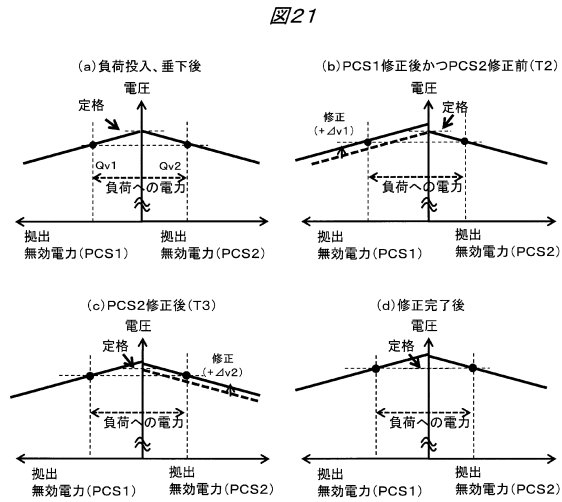 図21
(a)負荷投入、垂下後
電圧
定格
Qv1
Qv2
負荷への電力
拠出
無効電力(PCS1)
拠出
無効電力(PCS2)
(b)PCS1修正後かつPCS2修正前(T2)
電圧
修正
(+Δv1)
定格
負荷への電力
拠出
無効電力(PCS1)
拠出
無効電力(PCS2)
(c)PCS2修正後(T3)
電圧
定格
修正
(+Δv2)
負荷への電力
拠出
無効電力(PCS1)
拠出
無効電力(PCS2)
(d)修正完了後
電圧
定格
負荷への電力
拠出
無効電力(PCS1)
拠出
無効電力(PCS2)